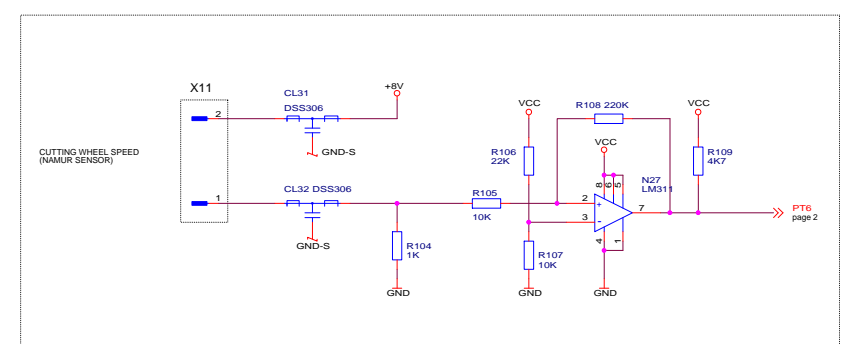 X11
CL31
DSS306
+8V
2
GND-S
CUTTING WHEEL SPEED
(NAMUR SENSOR)
1
CL32 DSS306
GND-S
R104
1K
GND
R105
10K
VCC
R106
22K
R107
10K
GND
R108 220K
VCC
8
6
5
N27
LM311
2
+
3
-
7
4
1
GND
VCC
R109
4K7
PT6
page 2